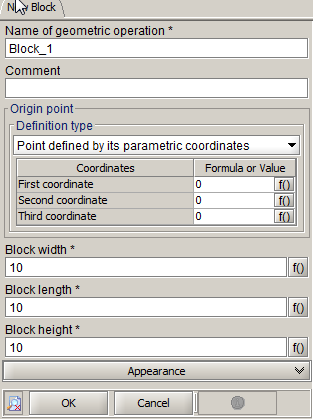 New Block
Name of geometric operation *
Block_1
Comment
Origin point
Definition type
Point defined by its parametric coordinates
Coordinates Formula or Value
First coordinate 0 f()
Second coordinate 0 f()
Third coordinate 0 f()
Block width *
10 f()
Block length *
10 f()
Block height *
10 f()
Appearance
OK Cancel